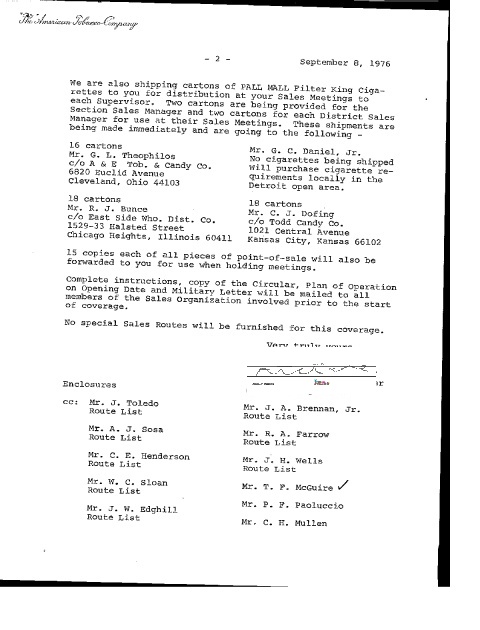 "The American Tobacco Company
- 2 -
September 8, 1976
We are also shipping cartons of PALL MALL Filter King Ciga-
rettes to you for distribution at your Sales Meetings to
each Supervisor. Two cartons are being provided for the
Section Sales Manager and two cartons for each District Sales
Manager for use at their Sales Meetings. These shipments are
being made immediately and are going to the following -
16 cartons
Mr. G. L. Theophilos
c/o A & E Tob. & Candy Co.
6820 Euclid Avenue
Cleveland, Ohio 44103
Mr. G. C. Daniel, Jr.
No cigarettes being shipped
Will purchase cigarette re-
quirements locally in the
Detroit open area.
18 cartons
Mr. R. J. Bunce
c/o East Side Who. Dist. Co.
1529-33 Halsted Street
Chicago Heights, Illinois 60411
18 cartons
Mr. C. J. Dofing
c/o Todd Candy Co.
1021 Central Avenue
Kansas City, Kansas 66102
15 copies each of all pieces of point-of-sale will also be
forwarded to you for use when holding meetings.
Complete instructions, copy of the Circular, Plan of Operation
on Opening Date and Military Letter will be mailed to all
members of the Sales Organization involved prior to the start
of coverage.
No special Sales Routes will be furnished for this coverage.
Very truly yours
Enclosures
cc: Mr. J. Toledo
Route List
Mr. A. J. Sosa
Route List
Mr. C. E. Henderson
Route List
Mr. W. C. Sloan
Route List
Mr. J. W. Edghill
Route List
Mr. J. A. Brennan, Jr.
Route List
Mr. R. A. Farrow
Route List
Mr. J. H. Wells
Route List
Mr. T. F. McGuire ✓
Mr. P. F. Paoluccio
Mr. C. H. Mullen